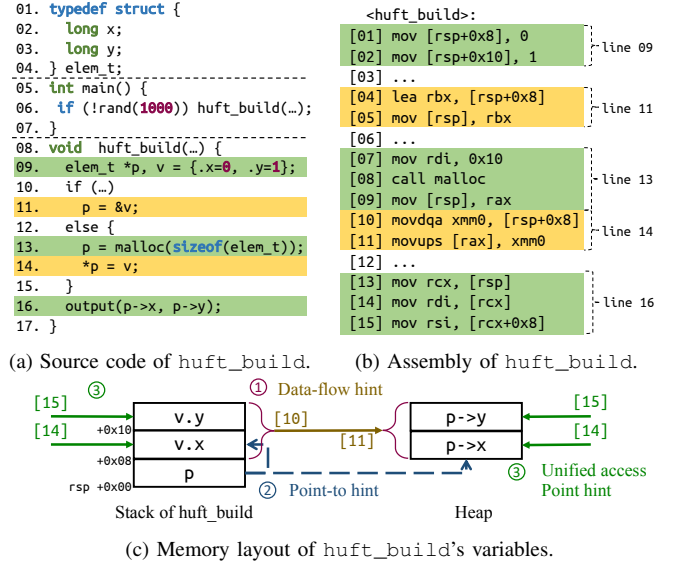 01. typedef struct {
02. long x;
03. long y;
04. } elem_t;
05. int main() {
06. if (!rand(1000)) huft_build(…);
07. }
08. void huft_build(…) {
09. elem_t *p, v = {.x=0, .y=1};
10. if (…)
11. p = &v;
12. else {
13. p = malloc(sizeof(elem_t));
14. *p = v;
15. }
16. output(p->x, p->y);
17. }
(a) Source code of huft_build.
<huft_build>:
[01] mov [rsp+0x8], 0
[02] mov [rsp+0x10], 1
line 09
[03] ...
[04] lea rbx, [rsp+0x8]
[05] mov [rsp], rbx
line 11
[06] ...
[07] mov rdi, 0x10
[08] call malloc
[09] mov [rsp], rax
line 13
[10] movdqa xmm0, [rsp+0x8]
[11] movups [rax], xmm0
line 14
[12] ...
[13] mov rcx, [rsp]
[14] mov rdi, [rcx]
[15] mov rsi, [rcx+0x8]
line 16
(b) Assembly of huft_build.
③
① Data-flow hint
[15]
v.y
[10]
p->y
[15]
+0x10
[14]
v.x
[11]
p->x
[14]
+0x08
p
rsp +0x00
② Point-to hint
③ Unified access
Point hint
Stack of huft_build
Heap
(c) Memory layout of huft_build's variables.